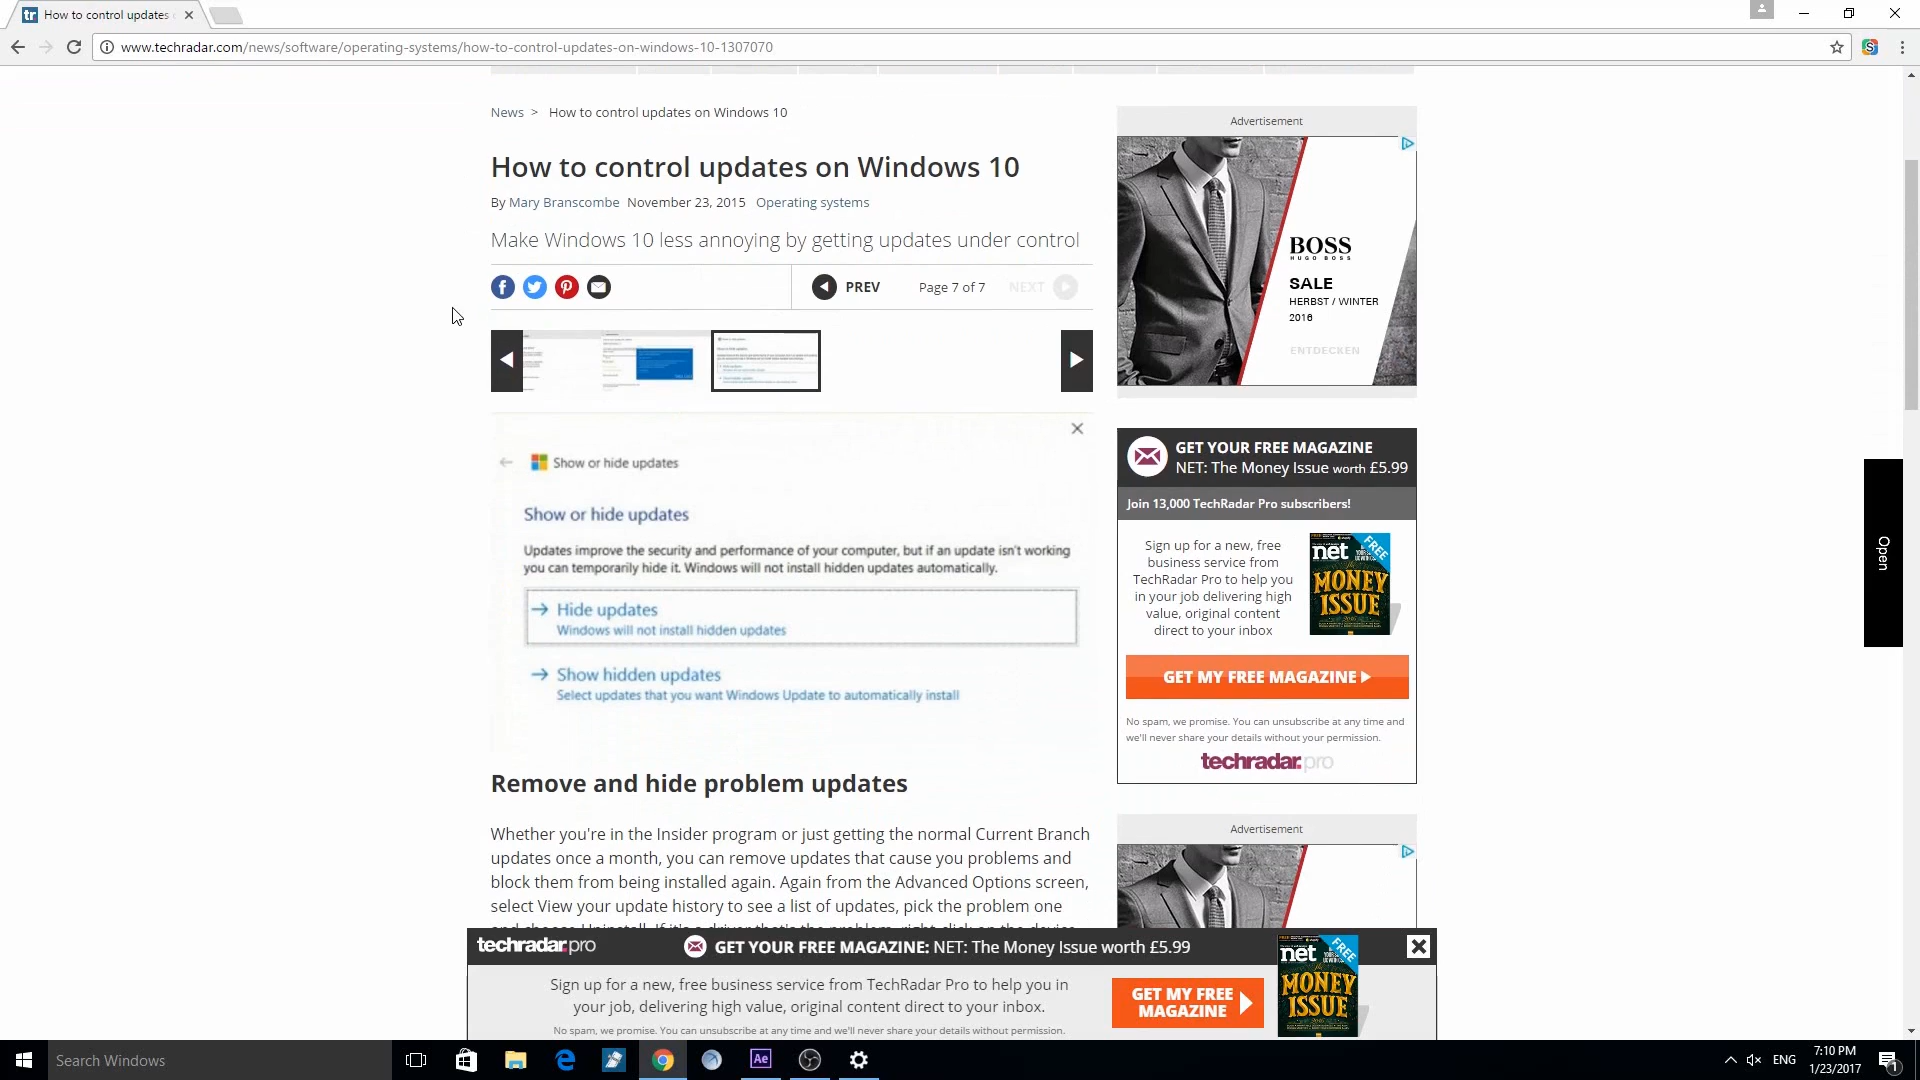 How to control updates
www.techradar.com/news/software/operating-systems/how-to-control-updates-on-windows-10-1307070
News > How to control updates on Windows 10
How to control updates on Windows 10
By Mary Branscombe November 23, 2015 Operating systems
Make Windows 10 less annoying by getting updates under control
PREV Page 7 of 7 NEXT
Show or hide updates
Show or hide updates
Updates improve the security and performance of your computer, but if an update isn't working
you can temporarily hide it. Windows will not install hidden updates automatically.
Hide updates
Windows will not install hidden updates
Show hidden updates
Select updates that you want Windows Update to automatically install
Remove and hide problem updates
Whether you're in the Insider program or just getting the normal Current Branch
updates once a month, you can remove updates that cause you problems and
block them from being installed again. Again from the Advanced Options screen,
select View your update history to see a list of updates, pick the problem one
Advertisement
BOSS
HUGO BOSS
SALE
HERBST / WINTER
2016
ENTDECKEN
GET YOUR FREE MAGAZINE
NET: The Money Issue worth £5.99
Join 13,000 TechRadar Pro subscribers!
Sign up for a new, free
business service from
TechRadar Pro to help you
in your job delivering high
value, original content
direct to your inbox
FREE
net
MONEY
ISSUE
GET MY FREE MAGAZINE
No spam, we promise. You can unsubscribe at any time and
we'll never share your details without your permission.
techradar.pro
Advertisement
Open
techradar.pro
GET YOUR FREE MAGAZINE: NET: The Money Issue worth £5.99
Sign up for a new, free business service from TechRadar Pro to help you in
your job, delivering high value, original content direct to your inbox.
No spam, we promise. You can unsubscribe at any time and we'll never share your details without permission.
GET MY FREE
MAGAZINE
FREE
net
MONEY
ISSUE
Search Windows
Ae
ENG
7:10 PM
1/23/2017
1